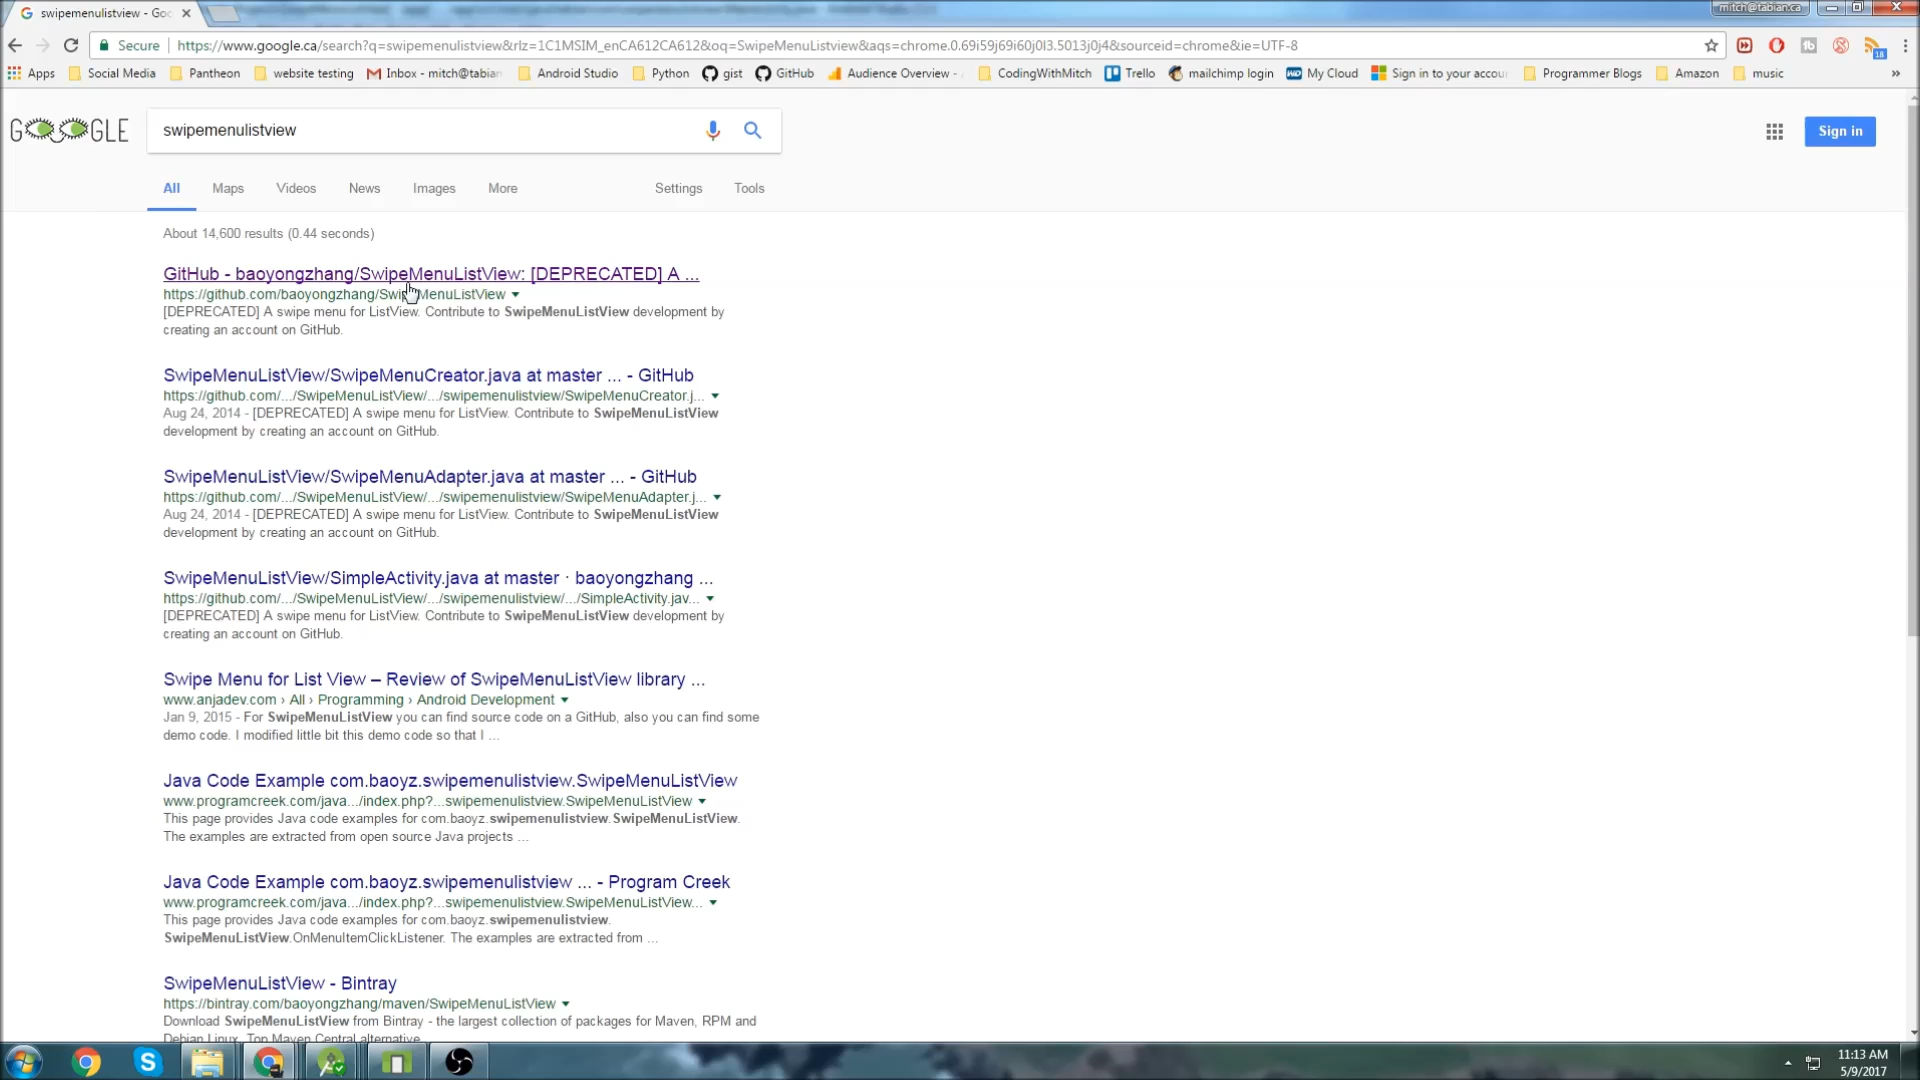 swipemenulistview - Goo
mitch@tabian.ca
Secure
https://www.google.ca/search?q=swipemenulistview&rlz=1C1MSIM_enCA612CA612&oq=SwipeMenuListview&aqs=chrome.0.69i59j69i60j0l3.5013j0j4&sourceid=chrome&ie=UTF-8
18
Apps Social Media Pantheon website testing Inbox - mitch@tabian Android Studio Python gist GitHub Audience Overview - CodingWithMitch Trello mailchimp login My Cloud Sign in to your accou Programmer Blogs Amazon music »
GOOGLE
swipemenulistview
Sign in
All Maps Videos News Images More Settings Tools
About 14,600 results (0.44 seconds)
GitHub - baoyongzhang/SwipeMenuListView: [DEPRECATED] A ...
https://github.com/baoyongzhang/SwipeMenuListView
[DEPRECATED] A swipe menu for ListView. Contribute to SwipeMenuListView development by
creating an account on GitHub.
SwipeMenuListView/SwipeMenuCreator.java at master ... - GitHub
https://github.com/.../SwipeMenuListView/.../swipemenulistview/SwipeMenuCreator.j...
Aug 24, 2014 - [DEPRECATED] A swipe menu for ListView. Contribute to SwipeMenuListView
development by creating an account on GitHub.
SwipeMenuListView/SwipeMenuAdapter.java at master ... - GitHub
https://github.com/.../SwipeMenuListView/.../swipemenulistview/SwipeMenuAdapter.j...
Aug 24, 2014 - [DEPRECATED] A swipe menu for ListView. Contribute to SwipeMenuListView
development by creating an account on GitHub.
SwipeMenuListView/SimpleActivity.java at master · baoyongzhang ...
https://github.com/.../SwipeMenuListView/.../swipemenulistview/.../SimpleActivity.jav...
[DEPRECATED] A swipe menu for ListView. Contribute to SwipeMenuListView development by
creating an account on GitHub.
Swipe Menu for List View – Review of SwipeMenuListView library ...
www.anjadev.com › All › Programming › Android Development
Jan 9, 2015 - For SwipeMenuListView you can find source code on a GitHub, also you can find some
demo code. I modified little bit this demo code so that I ...
Java Code Example com.baoyz.swipemenulistview.SwipeMenuListView
www.programcreek.com/java.../index.php?...swipemenulistview.SwipeMenuListView
This page provides Java code examples for com.baoyz.swipemenulistview.SwipeMenuListView.
The examples are extracted from open source Java projects ...
Java Code Example com.baoyz.swipemenulistview ... - Program Creek
www.programcreek.com/java.../index.php?...swipemenulistview.SwipeMenuListView...
This page provides Java code examples for com.baoyz.swipemenulistview.
SwipeMenuListView.OnMenuItemClickListener. The examples are extracted from ...
SwipeMenuListView - Bintray
https://bintray.com/baoyongzhang/maven/SwipeMenuListView
Download SwipeMenuListView from Bintray - the largest collection of packages for Maven, RPM and
Debian Linux. Top Maven Central alternative.
11:13 AM
5/9/2017